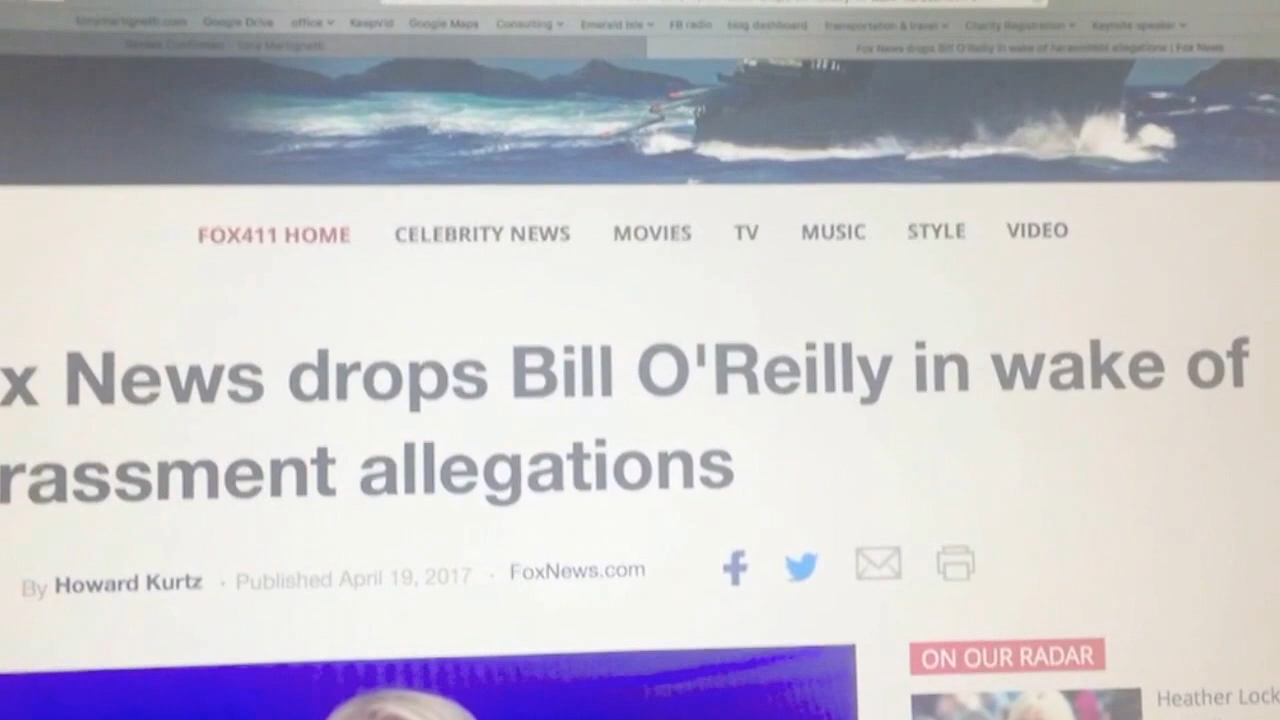 Google Drive office Keepvid Google Maps Consulting Emerald Isle FB radio blog dashboard Transportation & travel Charity Registration Keynote speaker
Fox News drops Bill O'Reilly in wake of harassment allegations | Fox News
FOX411 HOME CELEBRITY NEWS MOVIES TV MUSIC STYLE VIDEO
x News drops Bill O'Reilly in wake of
rassment allegations
By Howard Kurtz · Published April 19, 2017 · FoxNews.com
ON OUR RADAR
Heather Lock